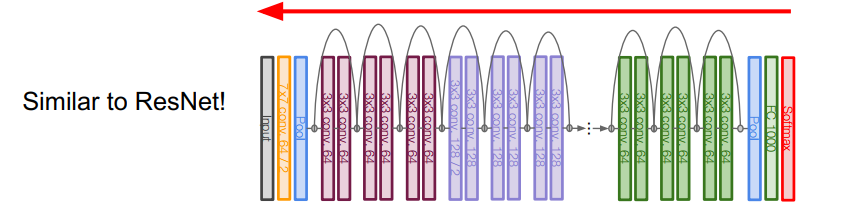 Similar to ResNet!
Input
7x7 conv, 64 / 2
Pool
3x3 conv, 64
3x3 conv, 64
3x3 conv, 64
3x3 conv, 64
3x3 conv, 64
3x3 conv, 64
3x3 conv, 128 / 2
3x3 conv, 128
3x3 conv, 128
3x3 conv, 128
3x3 conv, 128
3x3 conv, 128
...
3x3 conv, 64
3x3 conv, 64
3x3 conv, 64
3x3 conv, 64
3x3 conv, 64
3x3 conv, 64
Pool
FC 1000
Softmax